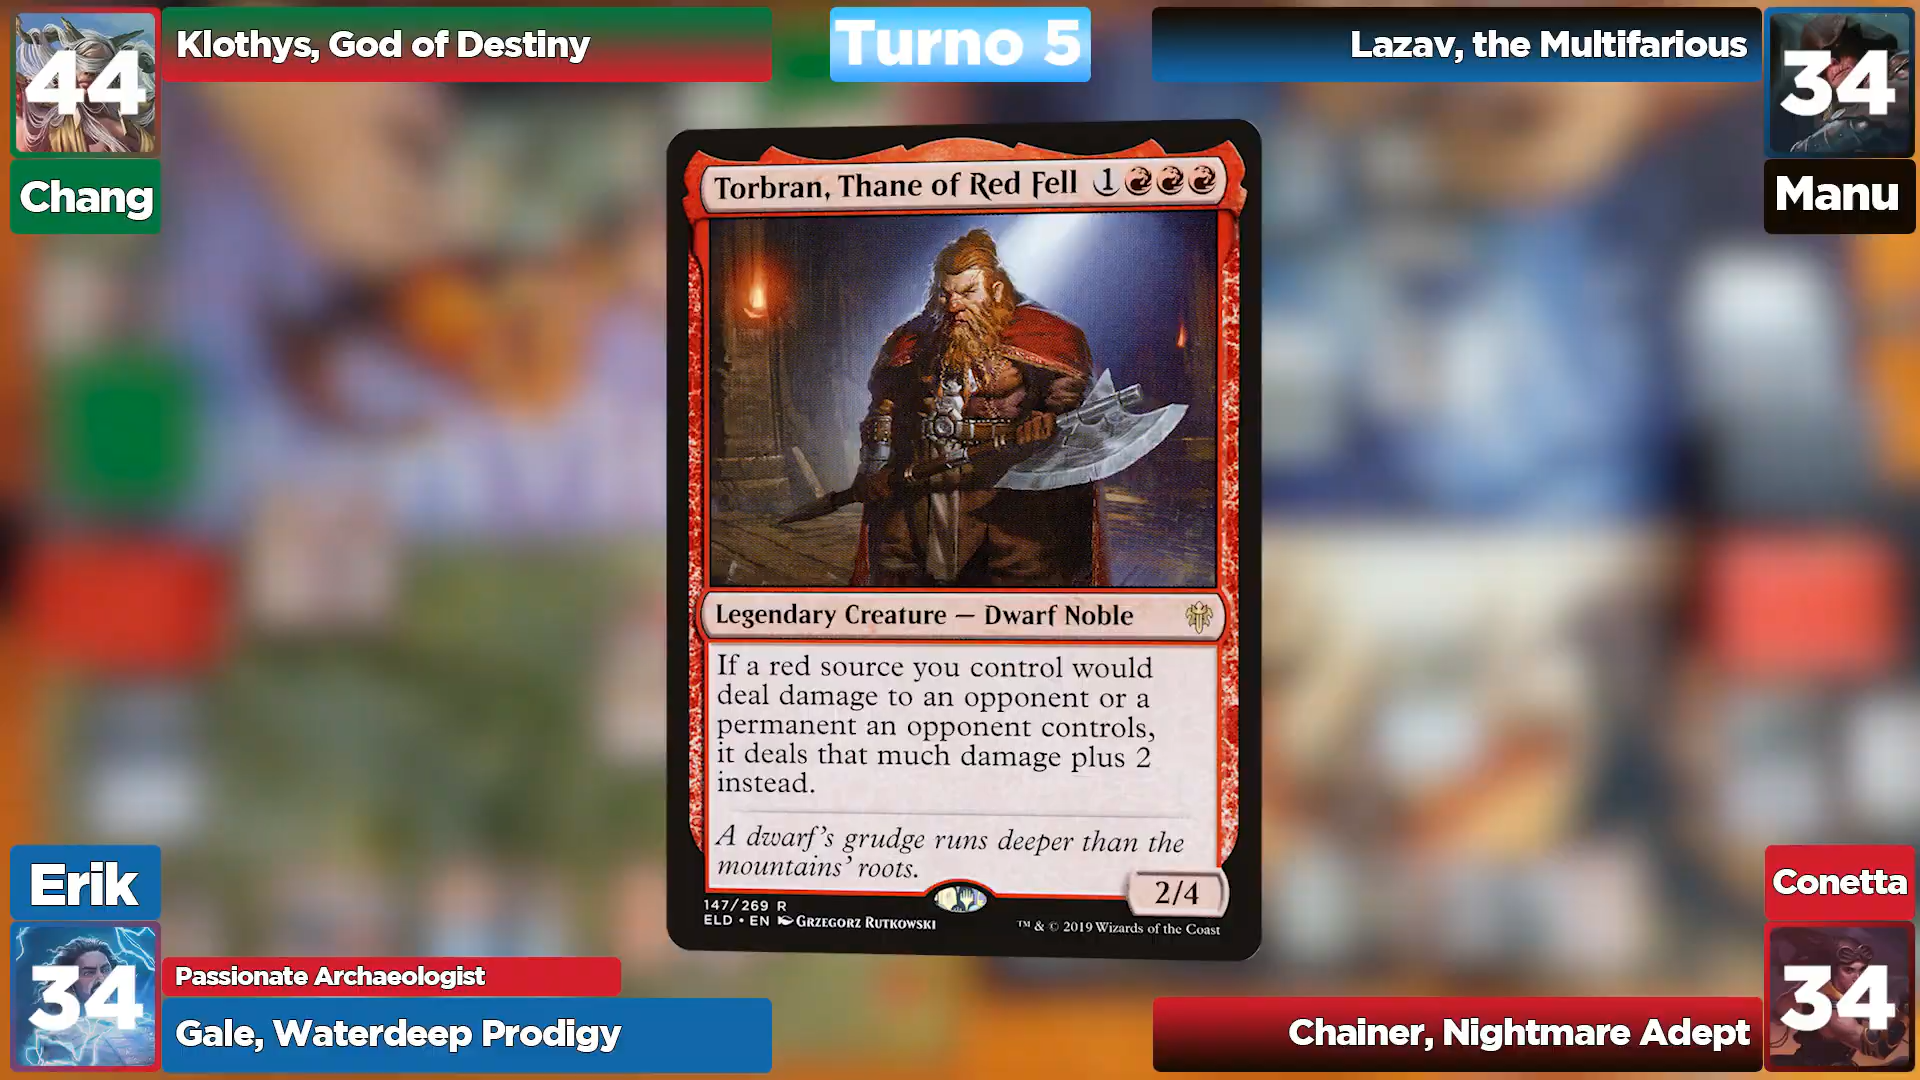 44
Klothys, God of Destiny
Chang
Turno 5
Lazav, the Multifarious
34
Manu
Torbran, Thane of Red Fell 1
Legendary Creature — Dwarf Noble
If a red source you control would
deal damage to an opponent or a
permanent an opponent controls,
it deals that much damage plus 2
instead.
A dwarf's grudge runs deeper than the
mountains' roots.
2/4
147/269 R
ELD • EN Grzegorz Rutkowski
™ & © 2019 Wizards of the Coast
Erik
34
Passionate Archaeologist
Gale, Waterdeep Prodigy
Conetta
34
Chainer, Nightmare Adept